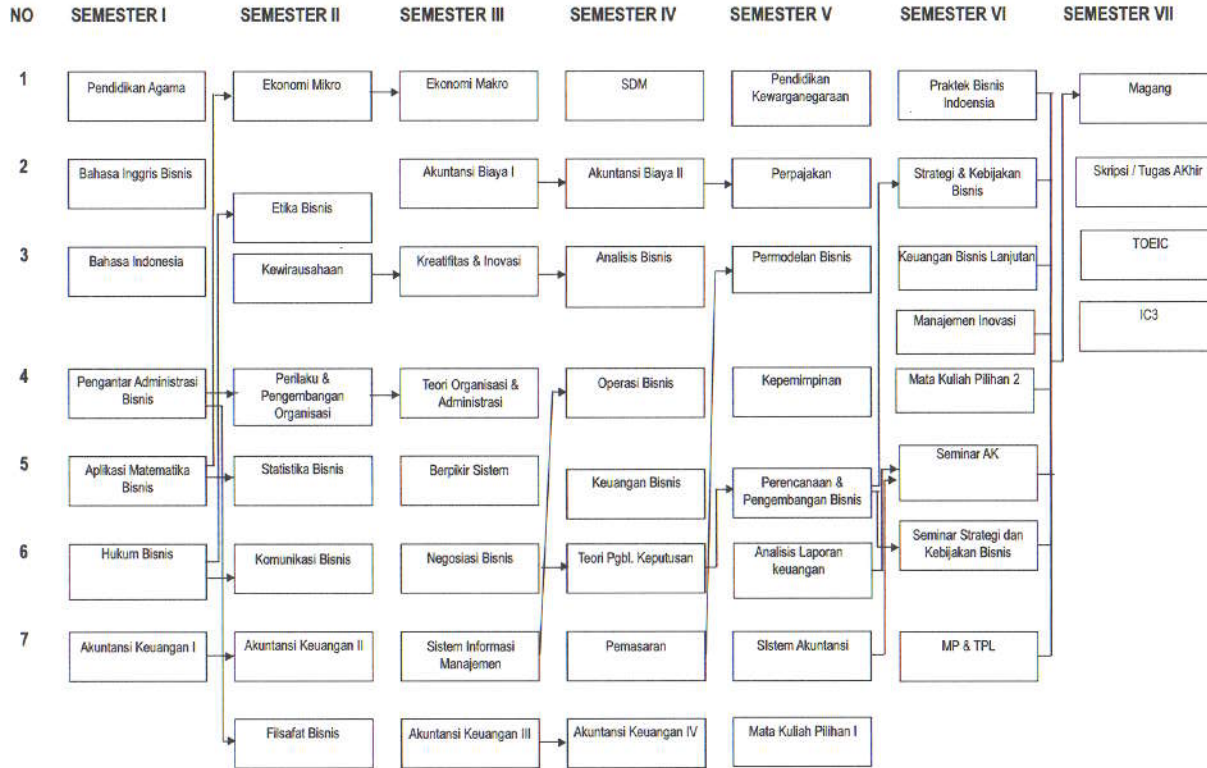 NO SEMESTER I SEMESTER II SEMESTER III SEMESTER IV SEMESTER V SEMESTER VI SEMESTER VII
1
Pendidikan Agama
Ekonomi Mikro
Ekonomi Makro
SDM
Pendidikan
Kewarganegaraan
Praktek Bisnis
Indoensia
Magang
2
Bahasa Inggris Bisnis
Etika Bisnis
Akuntansi Biaya I
Akuntansi Biaya II
Perpajakan
Strategi & Kebijakan
Bisnis
Skripsi / Tugas AKhir
3
Bahasa Indonesia
Kewirausahaan
Kreatifitas & Inovasi
Analisis Bisnis
Permodelan Bisnis
Keuangan Bisnis Lanjutan
TOEIC
Manajemen Inovasi
IC3
4
Pengantar Administrasi
Bisnis
Perilaku &
Pengembangan
Organisasi
Teori Organisasi &
Administrasi
Operasi Bisnis
Kepemimpinan
Mata Kuliah Pilihan 2
5
Aplikasi Matematika
Bisnis
Statistika Bisnis
Berpikir Sistem
Keuangan Bisnis
Perencanaan &
Pengembangan Bisnis
Seminar AK
6
Hukum Bisnis
Komunikasi Bisnis
Negosiasi Bisnis
Teori Pgbl. Keputusan
Analisis Laporan
keuangan
Seminar Strategi dan
Kebijakan Bisnis
7
Akuntansi Keuangan I
Akuntansi Keuangan II
Sistem Informasi
Manajemen
Pemasaran
SIstem Akuntansi
MP & TPL
Filsafat Bisnis
Akuntansi Keuangan III
Akuntansi Keuangan IV
Mata Kuliah Pilihan I